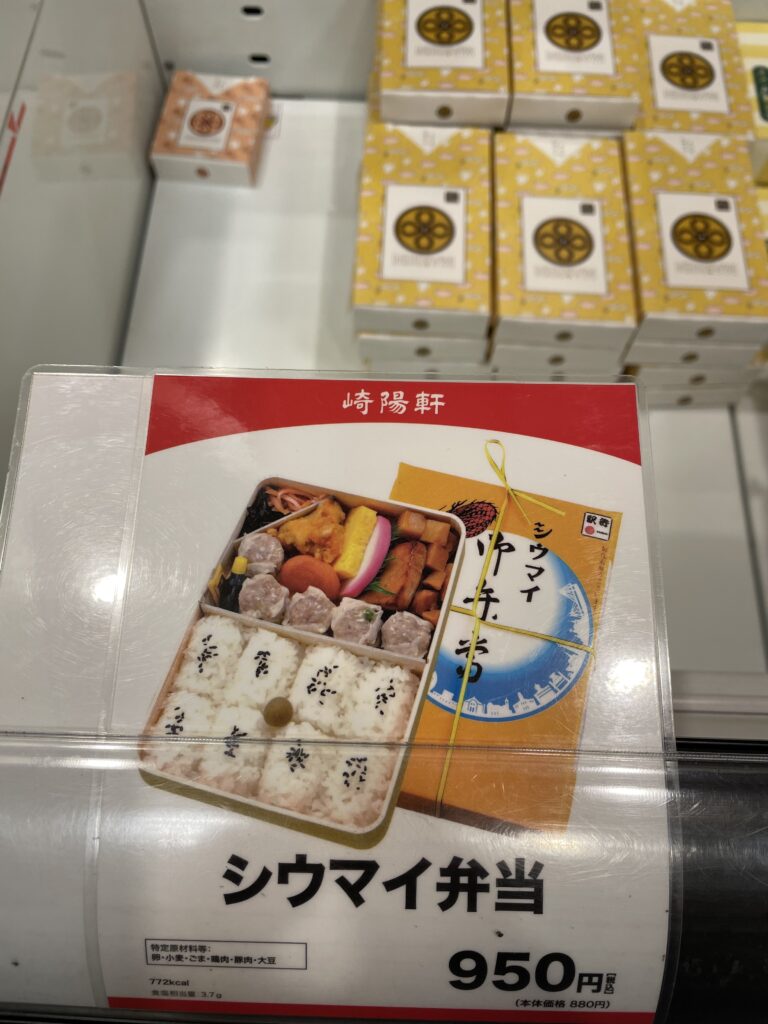 崎陽軒
シウマイ
御弁当
シウマイ弁当
特定原材料等:
卵・小麦・ごま・鶏肉・豚肉・大豆
772kcal
食塩相当量 3.7g
950円[税込]
(本体価格 880円)